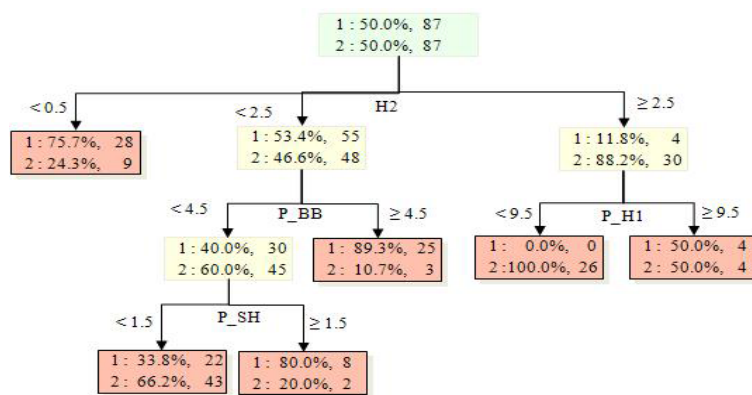 1 : 50.0%, 87
2 : 50.0%, 87
< 0.5
< 2.5
H2
≥ 2.5
1 : 75.7%, 28
2 : 24.3%, 9
1 : 53.4%, 55
2 : 46.6%, 48
1 : 11.8%, 4
2 : 88.2%, 30
< 4.5
P_BB
≥ 4.5
< 9.5
P_H1
≥ 9.5
1 : 40.0%, 30
2 : 60.0%, 45
1 : 89.3%, 25
2 : 10.7%, 3
1 : 0.0%, 0
2 :100.0%, 26
1 : 50.0%, 4
2 : 50.0%, 4
< 1.5
P_SH
≥ 1.5
1 : 33.8%, 22
2 : 66.2%, 43
1 : 80.0%, 8
2 : 20.0%, 2